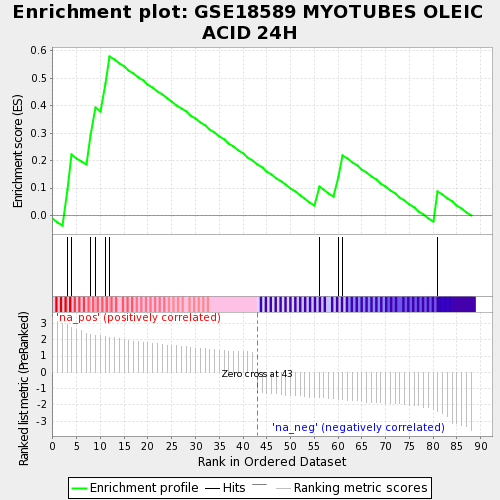 Enrichment plot: GSE18589 MYOTUBES OLEIC
ACID 24H
Enrichment score (ES)
0.6
0.5
0.4
0.3
0.2
0.1
0.0
'na_pos' (positively correlated)
Ranked list metric (PreRanked)
3
2
1
0
-1
-2
-3
Zero cross at 43
'na_neg' (negatively correlated)
0 5 10 15 20 25 30 35 40 45 50 55 60 65 70 75 80 85 90
Rank in Ordered Dataset
Enrichment profile Hits Ranking metric scores